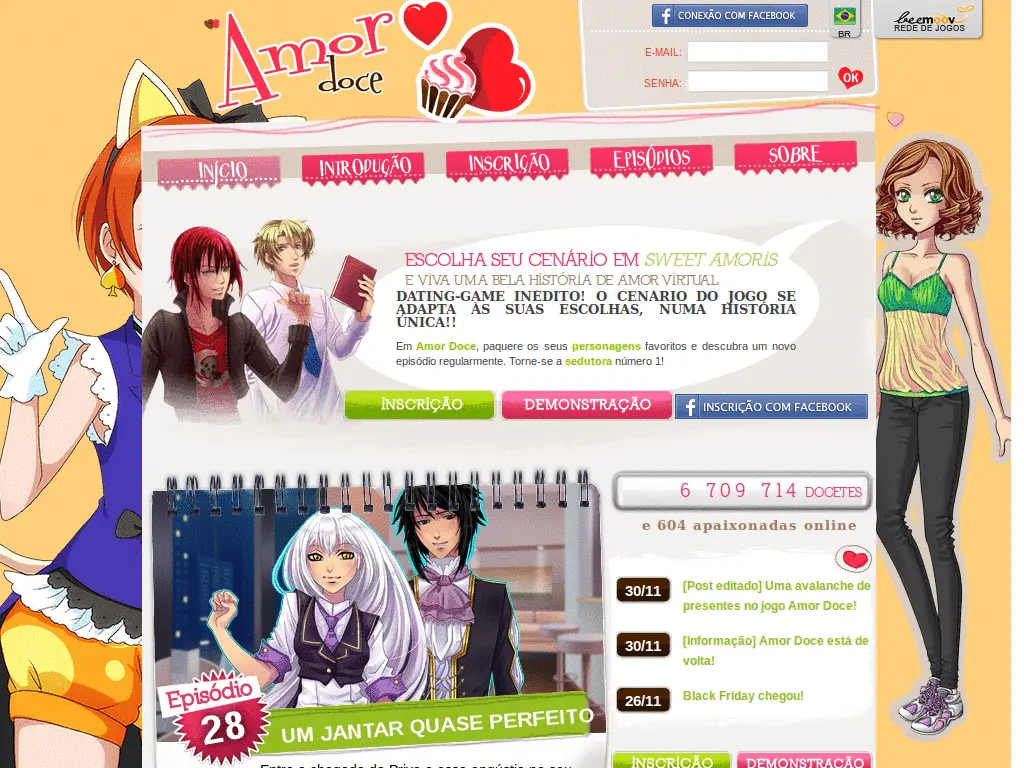 Amor
doce
CONEXÃO COM FACEBOOK
BR
beemoov
REDE DE JOGOS
E-MAIL:
SENHA:
OK
INÍCIO
INTRODUÇÃO
INSCRIÇÃO
EPISÓDIOS
SOBRE
ESCOLHA SEU CENÁRIO EM SWEET AMORIS
E VIVA UMA BELA HISTÓRIA DE AMOR VIRTUAL
DATING-GAME INEDITO! O CENARIO DO JOGO SE
ADAPTA ÀS SUAS ESCOLHAS, NUMA HISTÓRIA
ÚNICA!!
Em Amor Doce, paquere os seus personagens favoritos e descubra um novo
episódio regularmente. Torne-se a sedutora número 1!
INSCRIÇÃO
DEMONSTRAÇÃO
INSCRIÇÃO COM FACEBOOK
6 709 714 DOCETES
e 604 apaixonadas online
30/11
[Post editado] Uma avalanche de
presentes no jogo Amor Doce!
30/11
[Informação] Amor Doce está de
volta!
26/11
Black Friday chegou!
Episódio
28
UM JANTAR QUASE PERFEITO
INSCRIÇÃO
DEMONSTRAÇÃO